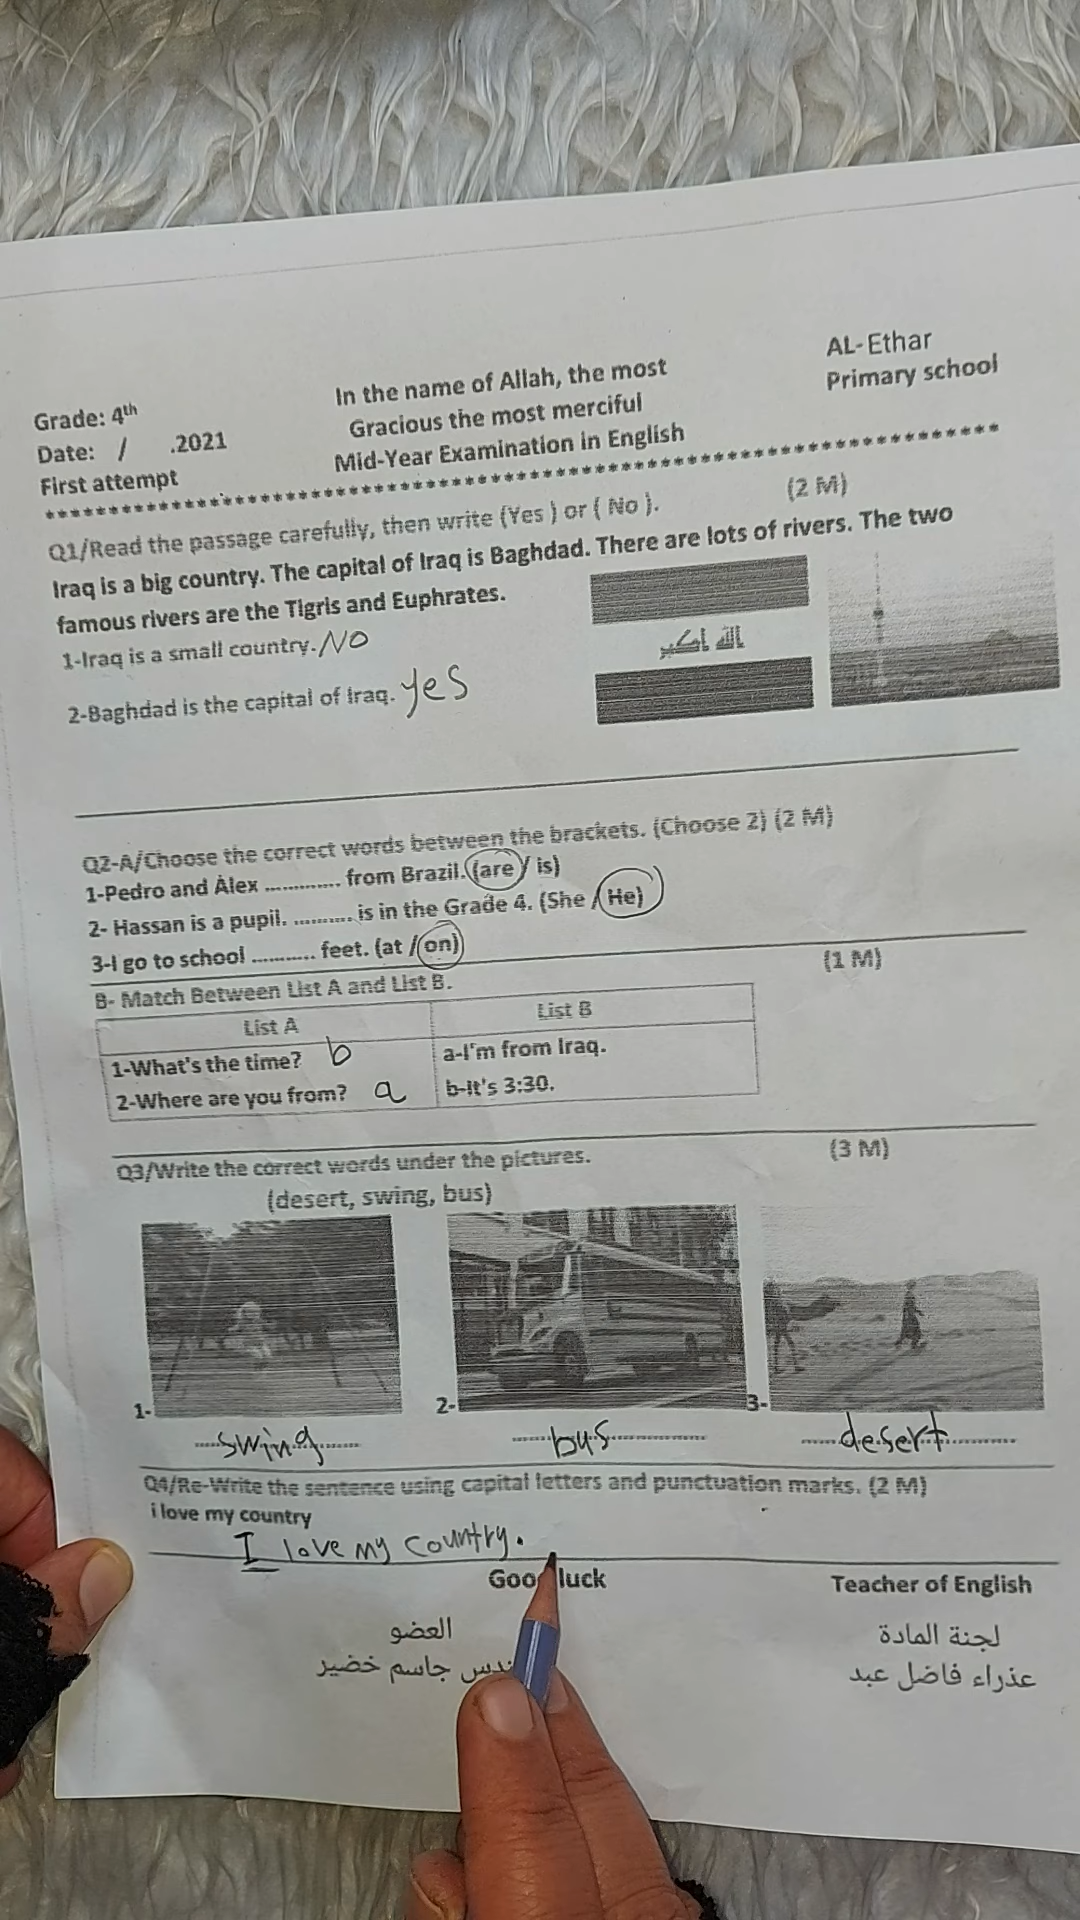 AL-Ethar
Primary school
In the name of Allah, the most
Gracious the most merciful
Mid-Year Examination in English
Grade: 4th
Date: / .2021
First attempt
Q1/Read the passage carefully, then write (Yes ) or ( No ). (2 M)
Iraq is a big country. The capital of Iraq is Baghdad. There are lots of rivers. The two
famous rivers are the Tigris and Euphrates.
1-Iraq is a small country. NO
2-Baghdad is the capital of Iraq. yes
الله اكبر
Q2-A/Choose the correct words between the brackets. (Choose 2) (2 M)
1-Pedro and Alex ............. from Brazil. (are / is)
2- Hassan is a pupil. .......... is in the Grade 4. (She / He)
3-I go to school ........... feet. (at / on)
B- Match Between List A and List B. (1 M)
List A List B
1-What's the time? b a-I'm from Iraq.
2-Where are you from? a b-It's 3:30.
Q3/Write the correct words under the pictures. (3 M)
(desert, swing, bus)
1- 2- 3-
swing bus desert
Q4/Re-Write the sentence using capital letters and punctuation marks. (2 M)
i love my country
I love my country.
Goo luck Teacher of English
العضو لجنة المادة
جاسم خضير عذراء فاضل عبد